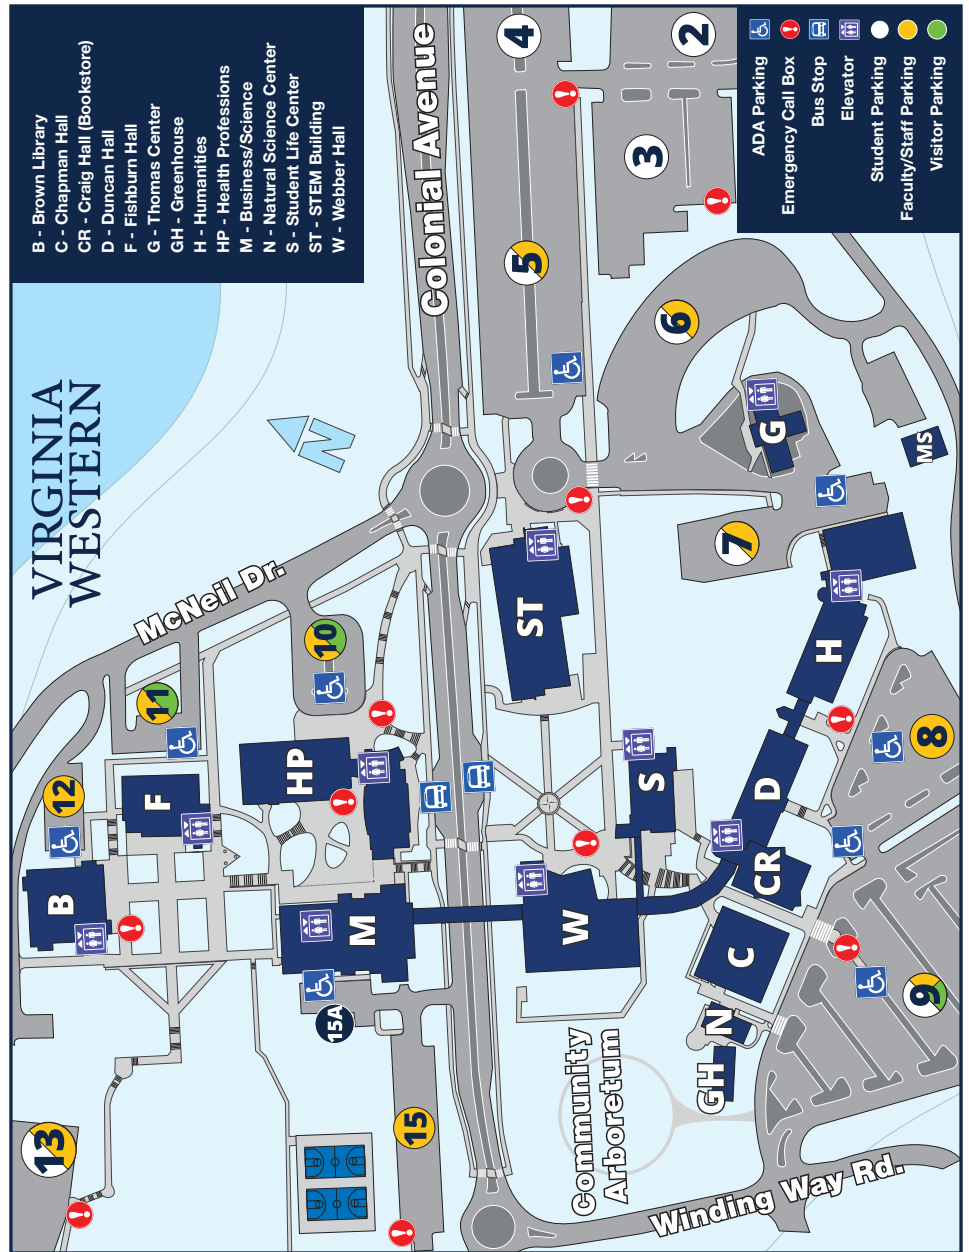 B - Brown Library
C - Chapman Hall
CR - Craig Hall (Bookstore)
D - Duncan Hall
F - Fishburn Hall
G - Thomas Center
GH - Greenhouse
H - Humanities
HP - Health Professions
M - Business/Science
N - Natural Science Center
S - Student Life Center
ST - STEM Building
W - Webber Hall
ADA Parking
Emergency Call Box
Bus Stop
Elevator
Student Parking
Faculty/Staff Parking
Visitor Parking
VIRGINIA
WESTERN
N
Colonial Avenue
McNeil Dr.
Winding Way Rd.
Community
Arboretum
2
3
4
5
6
7
8
9
10
11
12
13
15
15A
B
F
HP
M
W
ST
S
G
MS
H
D
CR
C
N
GH